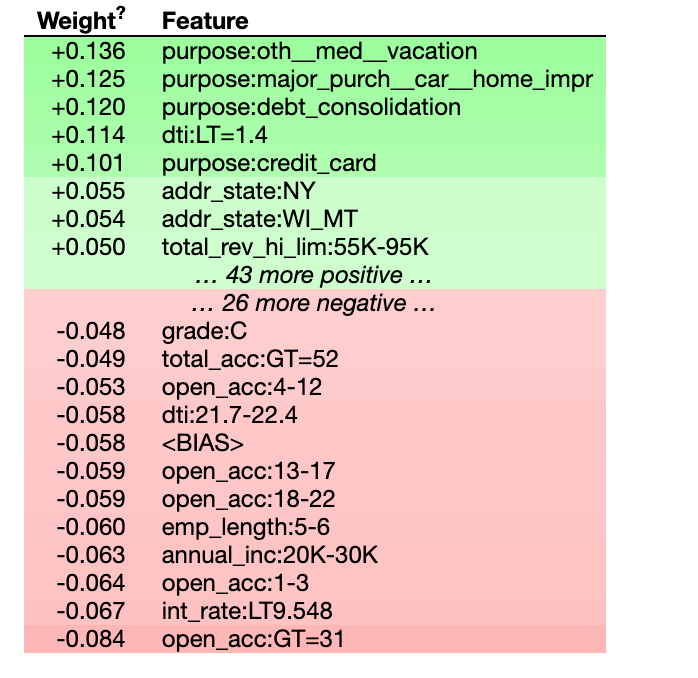 Weight? Feature
+0.136 purpose:oth__med__vacation
+0.125 purpose:major_purch__car__home_impr
+0.120 purpose:debt_consolidation
+0.114 dti:LT=1.4
+0.101 purpose:credit_card
+0.055 addr_state:NY
+0.054 addr_state:WI_MT
+0.050 total_rev_hi_lim:55K-95K
… 43 more positive …
… 26 more negative …
-0.048 grade:C
-0.049 total_acc:GT=52
-0.053 open_acc:4-12
-0.058 dti:21.7-22.4
-0.058 <BIAS>
-0.059 open_acc:13-17
-0.059 open_acc:18-22
-0.060 emp_length:5-6
-0.063 annual_inc:20K-30K
-0.064 open_acc:1-3
-0.067 int_rate:LT9.548
-0.084 open_acc:GT=31